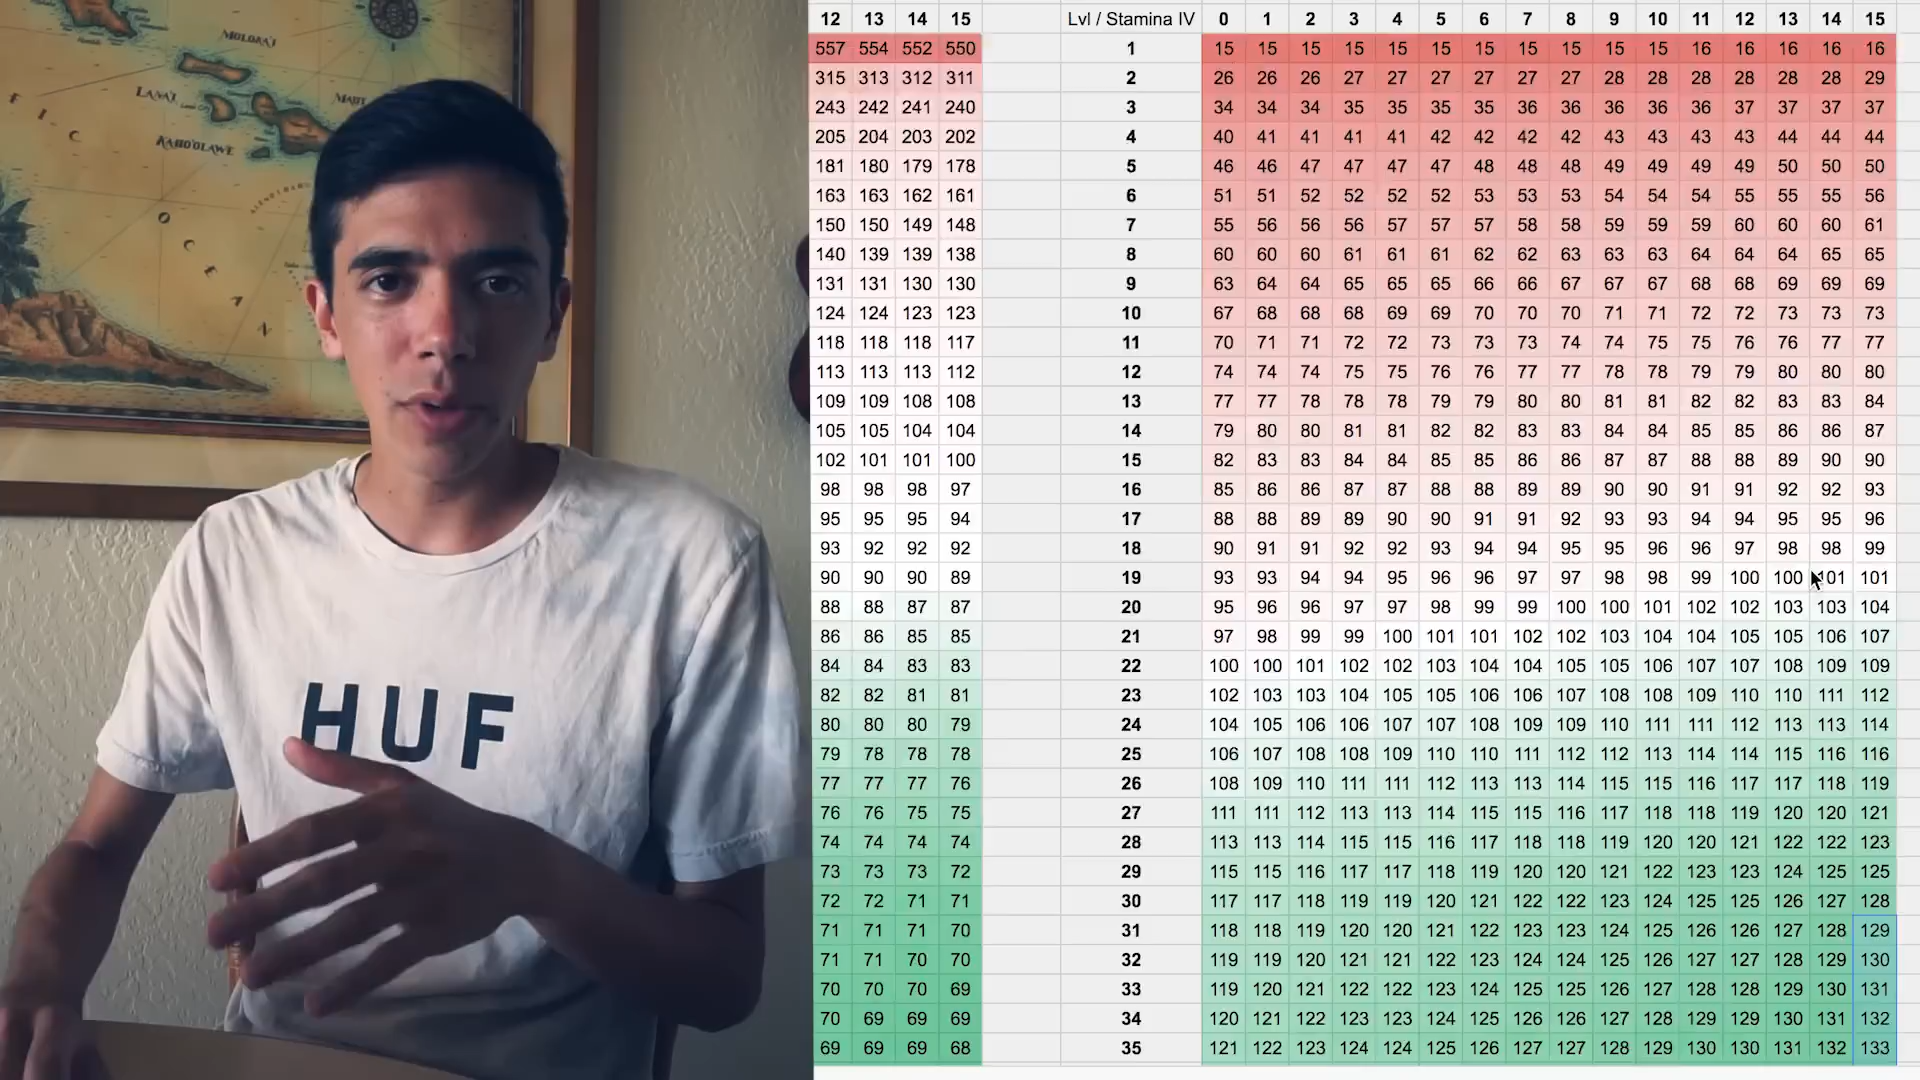 MOLOKA'I
LANA'I
MAUI
KAHO'OLAWE
F I C
O C E A N
HUF
12 13 14 15 Lvl / Stamina IV 0 1 2 3 4 5 6 7 8 9 10 11 12 13 14 15
557 554 552 550 1 15 15 15 15 15 15 15 15 15 15 15 16 16 16 16 16
315 313 312 311 2 26 26 26 27 27 27 27 27 27 28 28 28 28 28 28 29
243 242 241 240 3 34 34 34 35 35 35 35 36 36 36 36 36 37 37 37 37
205 204 203 202 4 40 41 41 41 41 42 42 42 42 43 43 43 43 44 44 44
181 180 179 178 5 46 46 47 47 47 47 48 48 48 49 49 49 49 50 50 50
163 163 162 161 6 51 51 52 52 52 52 53 53 53 54 54 54 55 55 55 56
150 150 149 148 7 55 56 56 56 57 57 57 58 58 59 59 59 60 60 60 61
140 139 139 138 8 60 60 60 61 61 61 62 62 63 63 63 64 64 64 65 65
131 131 130 130 9 63 64 64 65 65 65 66 66 67 67 67 68 68 69 69 69
124 124 123 123 10 67 68 68 68 69 69 70 70 70 71 71 72 72 73 73 73
118 118 118 117 11 70 71 71 72 72 73 73 73 74 74 75 75 76 76 77 77
113 113 113 112 12 74 74 74 75 75 76 76 77 77 78 78 79 79 80 80 80
109 109 108 108 13 77 77 78 78 78 79 79 80 80 81 81 82 82 83 83 84
105 105 104 104 14 79 80 80 81 81 82 82 83 83 84 84 85 85 86 86 87
102 101 101 100 15 82 83 83 84 84 85 85 86 86 87 87 88 88 89 90 90
98 98 98 97 16 85 86 86 87 87 88 88 89 89 90 90 91 91 92 92 93
95 95 95 94 17 88 88 89 89 90 90 91 91 92 93 93 94 94 95 95 96
93 92 92 92 18 90 91 91 92 92 93 94 94 95 95 96 96 97 98 98 99
90 90 90 89 19 93 93 94 94 95 96 96 97 97 98 98 99 100 100 101 101
88 88 87 87 20 95 96 96 97 97 98 99 99 100 100 101 102 102 103 103 104
86 86 85 85 21 97 98 99 99 100 101 101 102 102 103 104 104 105 105 106 107
84 84 83 83 22 100 100 101 102 102 103 104 104 105 105 106 107 107 108 109 109
82 82 81 81 23 102 103 103 104 105 105 106 106 107 108 108 109 110 110 111 112
80 80 80 79 24 104 105 106 106 107 107 108 109 109 110 111 111 112 113 113 114
79 78 78 78 25 106 107 108 108 109 110 110 111 112 112 113 114 114 115 116 116
77 77 77 76 26 108 109 110 111 111 112 113 113 114 115 115 116 117 117 118 119
76 76 75 75 27 111 111 112 113 113 114 115 115 116 117 118 118 119 120 120 121
74 74 74 74 28 113 113 114 115 115 116 117 118 118 119 120 120 121 122 122 123
73 73 73 72 29 115 115 116 117 117 118 119 120 120 121 122 123 123 124 125 125
72 72 71 71 30 117 117 118 119 119 120 121 122 122 123 124 125 125 126 127 128
71 71 71 70 31 118 118 119 120 120 121 122 123 123 124 125 126 126 127 128 129
71 71 70 70 32 119 119 120 121 121 122 123 124 124 125 126 127 127 128 129 130
70 70 70 69 33 119 120 121 122 122 123 124 125 125 126 127 128 128 129 130 131
70 69 69 69 34 120 121 122 123 123 124 125 126 126 127 128 129 129 130 131 132
69 69 69 68 35 121 122 123 124 124 125 126 127 127 128 129 130 130 131 132 133